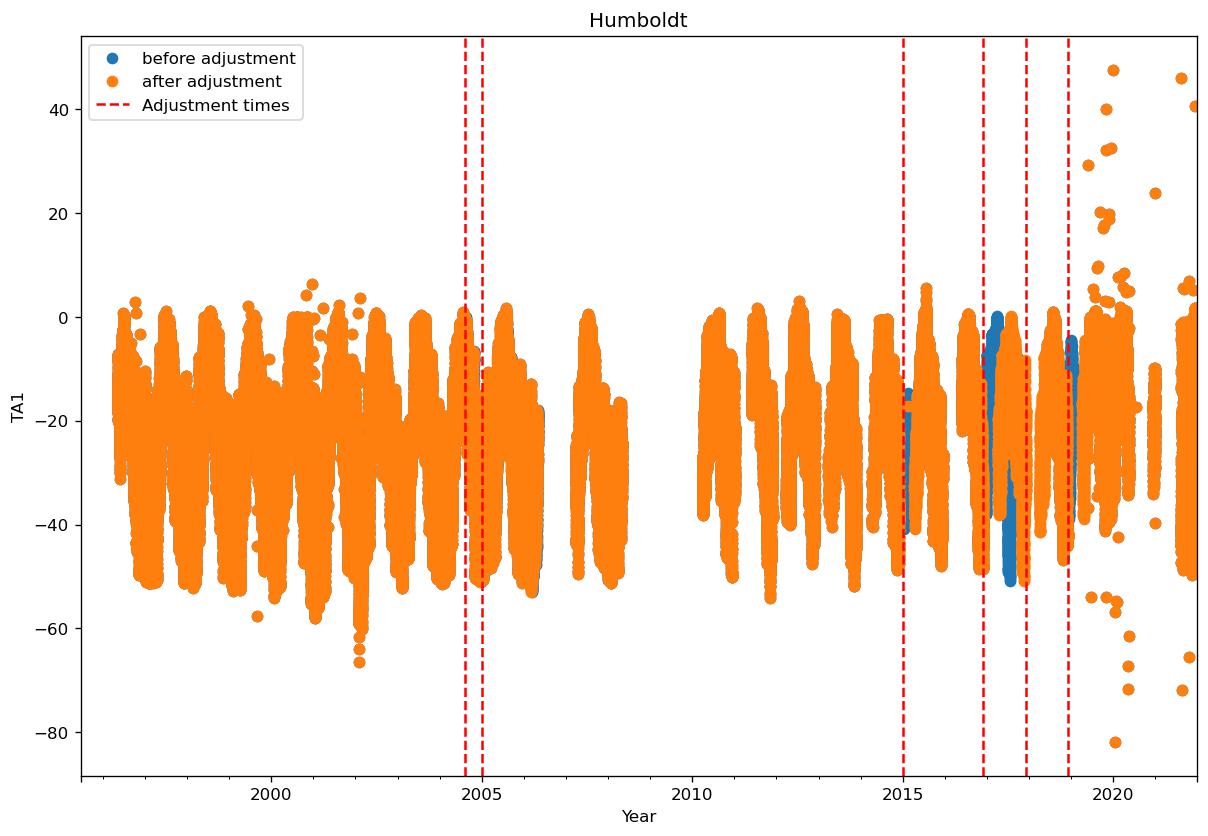 Humboldt
before adjustment
after adjustment
Adjustment times
40
20
0
−20
−40
−60
−80
TA1
2000 2005 2010 2015 2020
Year